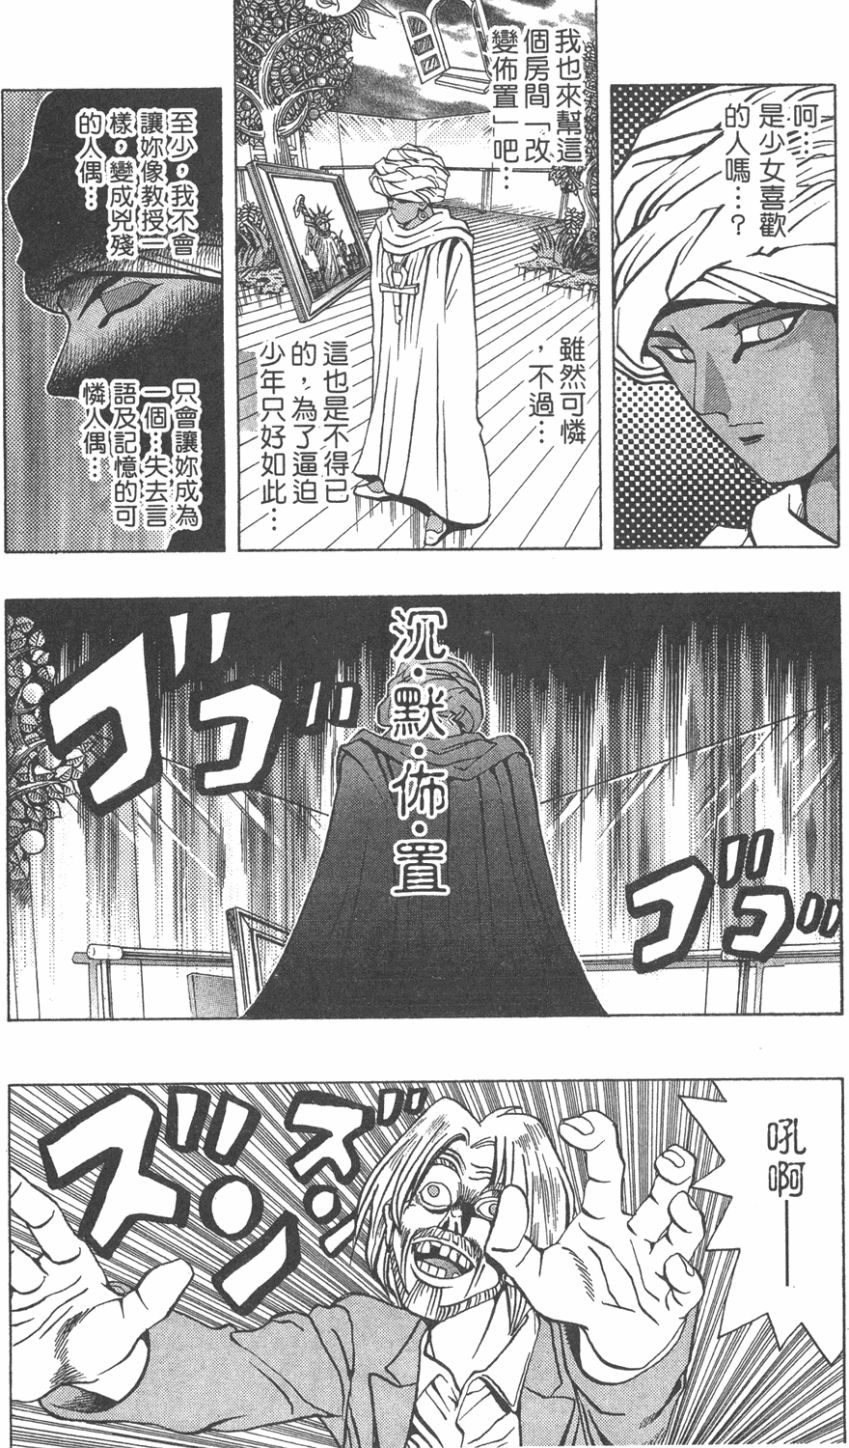 呵…
是少女喜歡
的人嗎…？
我也來幫這
個房間「改
變佈置」吧…
雖然可憐
，不過…
這也是不得已
的，為了逼迫
少年只好如此…
至少，我不會
讓妳像教授一
樣，變成兇殘
的人偶…
只會讓妳成為
一個…失去言
語及記憶的可
憐人偶…
沉・默・佈・置
ゴゴ
ゴゴ
吼啊——
ズン
ズン